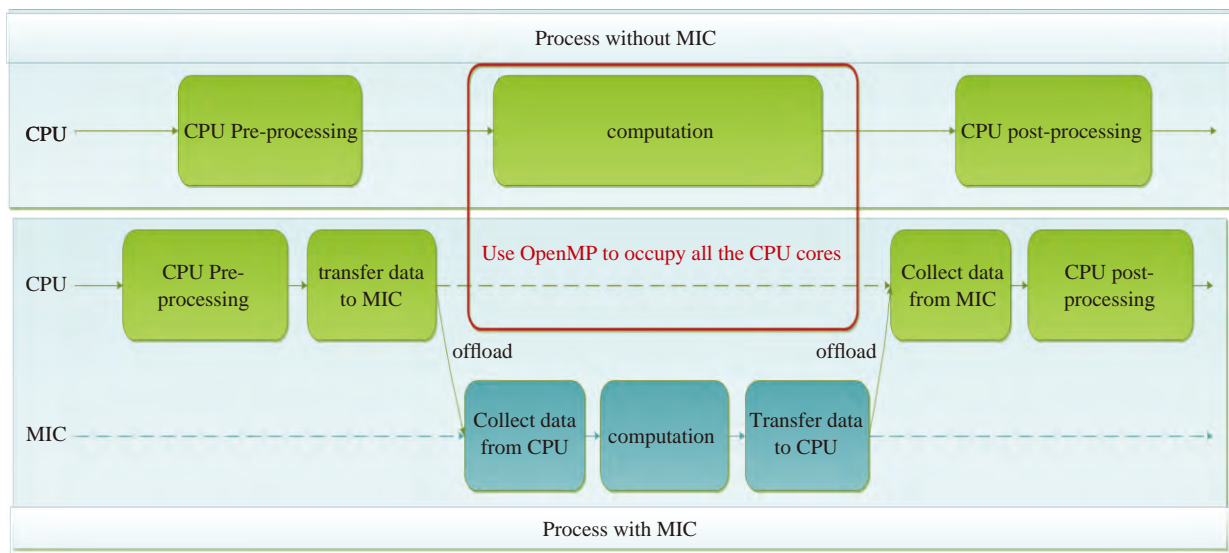 Process without MIC
CPU
CPU Pre-processing
computation
CPU post-processing
Use OpenMP to occupy all the CPU cores
CPU
CPU Pre-
processing
transfer data
to MIC
Collect data
from MIC
CPU post-
processing
offload
offload
MIC
Collect data
from CPU
computation
Transfer data
to CPU
Process with MIC